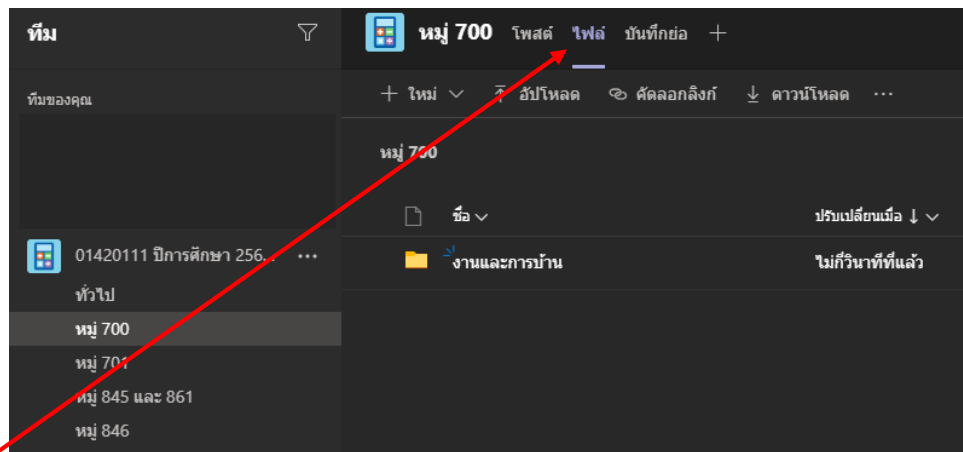 ทีม
ทีมของคุณ
01420111 ปีการศึกษา 256...
ทั่วไป
หมู่ 700
หมู่ 701
หมู่ 845 และ 861
หมู่ 846
หมู่ 700 โพสต์ ไฟล์ บันทึกย่อ
ใหม่ อัปโหลด คัดลอกลิงก์ ดาวน์โหลด
หมู่ 700
ชื่อ ปรับเปลี่ยนเมื่อ
งานและการบ้าน ไม่กี่วินาทีที่แล้ว